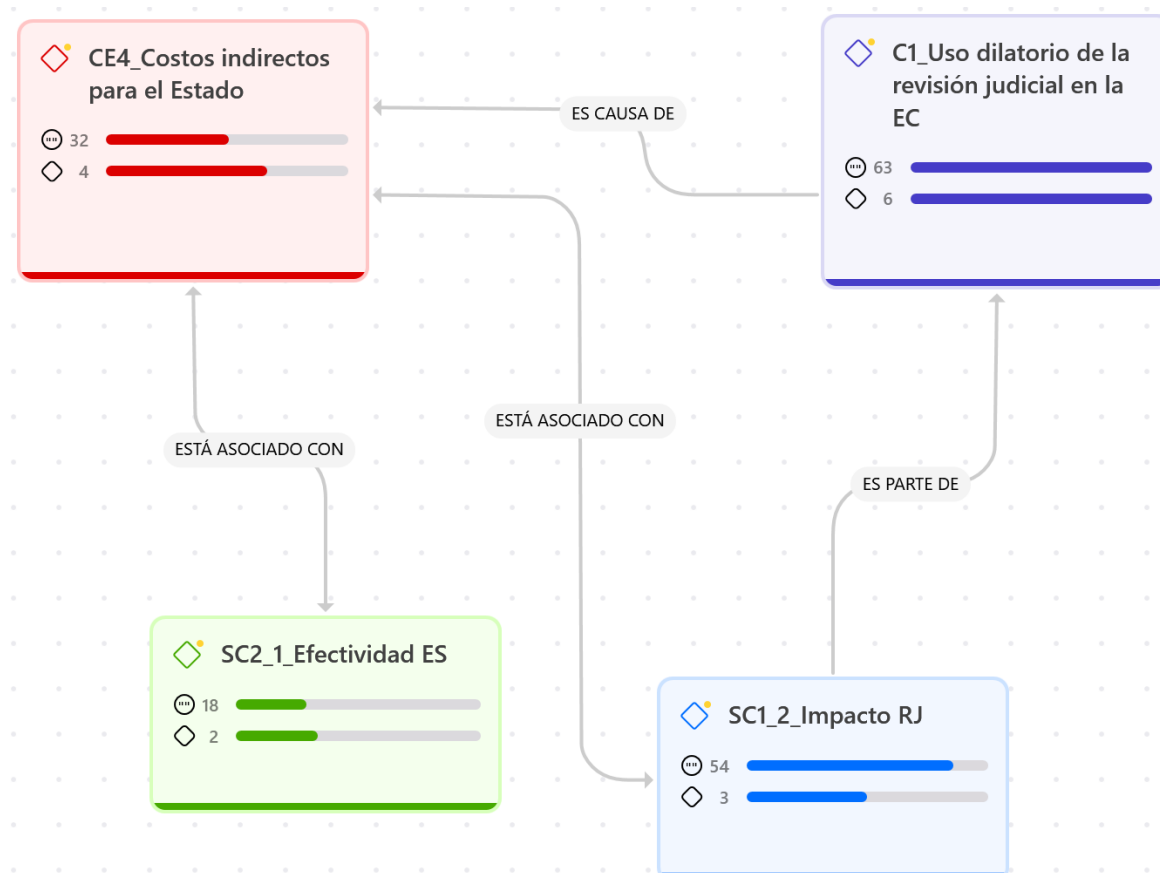 CE4_Costos indirectos
para el Estado
32
4
C1_Uso dilatorio de la
revisión judicial en la
EC
63
6
ES CAUSA DE
ESTÁ ASOCIADO CON
ESTÁ ASOCIADO CON
ES PARTE DE
SC2_1_Efectividad ES
18
2
SC1_2_Impacto RJ
54
3